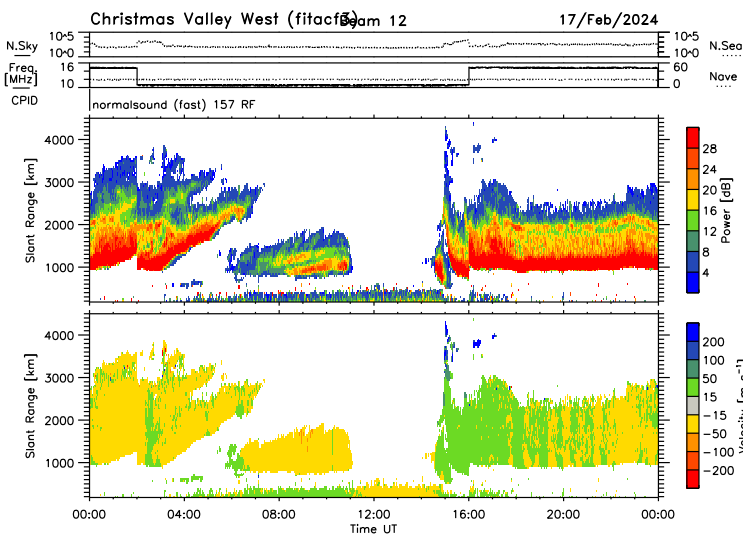 Christmas Valley West (fitacf3) Beam 12 17/Feb/2024
N.Sky 10^5 10^0 10^5 10^0 N.Sea
Freq. [MHz] 16 10 60 0 Nave
CPID normalsound (fast) 157 RF
Slant Range [km] 4000 3000 2000 1000
Power [dB] 28 24 20 16 12 8 4
Slant Range [km] 4000 3000 2000 1000
Velocity [m s^-1] 200 100 50 15 -15 -50 -100 -200
00:00 04:00 08:00 12:00 16:00 20:00 00:00
Time UT